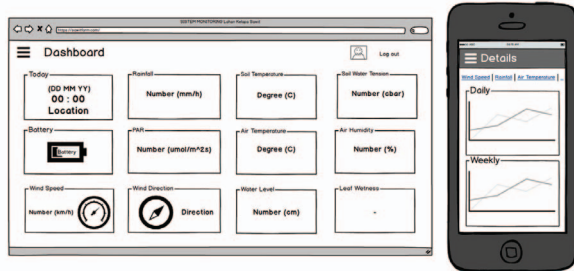 SISTEM MONITORING Lahan Kelapa Sawit
Dashboard
Log out
Today
(DD MM YY)
00 : 00
Location
Rainfall
Number (mm/h)
Soil Temperature
Degree (C)
Soil Water Tension
Number (cbar)
Battery
Battery
PAR
Number (umol/m^2s)
Air Temperature
Degree (C)
Air Humidity
Number (%)
Wind Speed
Number (km/h)
Wind Direction
Direction
Water Level
Number (cm)
Leaf Wetness
-
Details
Wind Speed | Rainfall | Air Temperature | ...
Daily
Weekly